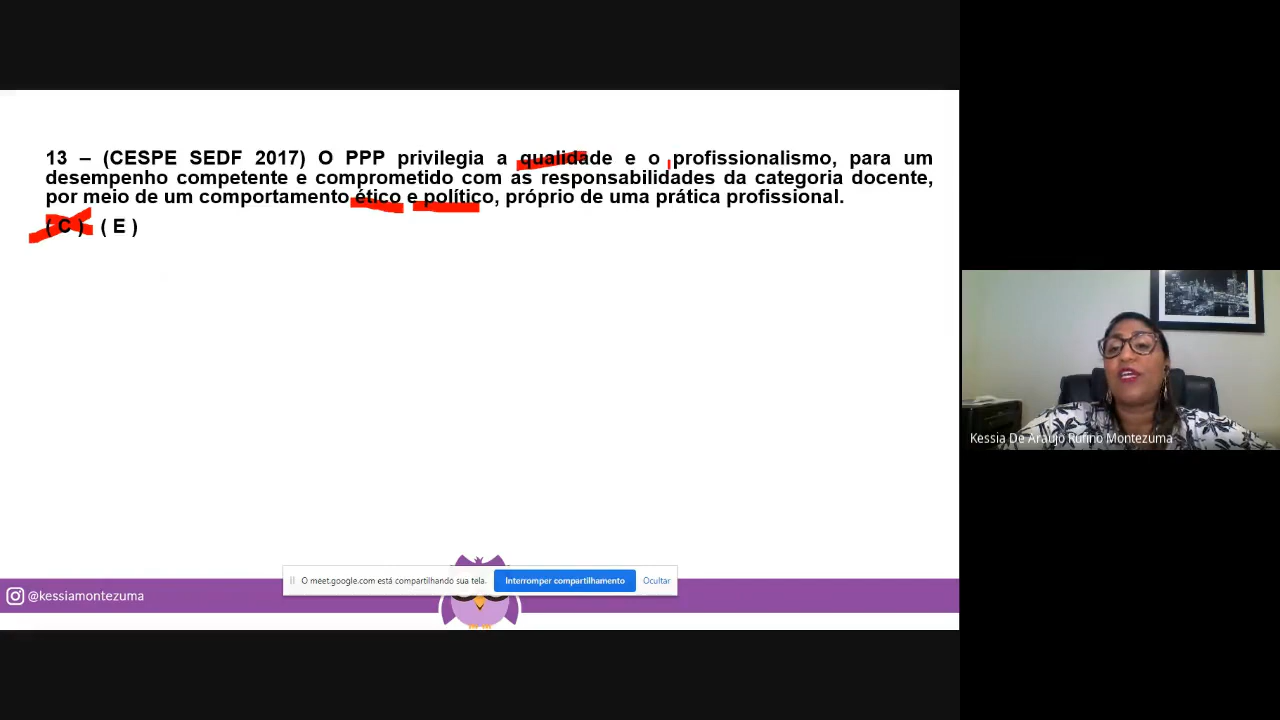 13 – (CESPE SEDF 2017) O PPP privilegia a qualidade e o profissionalismo, para um
desempenho competente e comprometido com as responsabilidades da categoria docente,
por meio de um comportamento ético e político, próprio de uma prática profissional.
( C ) ( E )
Kessia De Araujo Rufino Montezuma
O meet.google.com está compartilhando sua tela. Interromper compartilhamento Ocultar
@kessiamontezuma